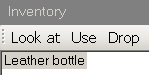 Inventory
Look at Use Drop
Leather bottle